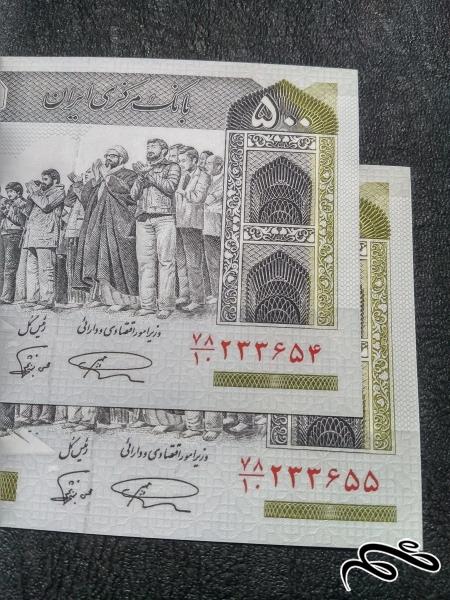 بانک مرکزی ایران
۵۰۰
وزیر امور اقتصادی و دارائی
رئیس کل
۷۸/۱۰ ۲۳۳۶۵۴
وزیر امور اقتصادی و دارائی
رئیس کل
۷۸/۱۰ ۲۳۳۶۵۵